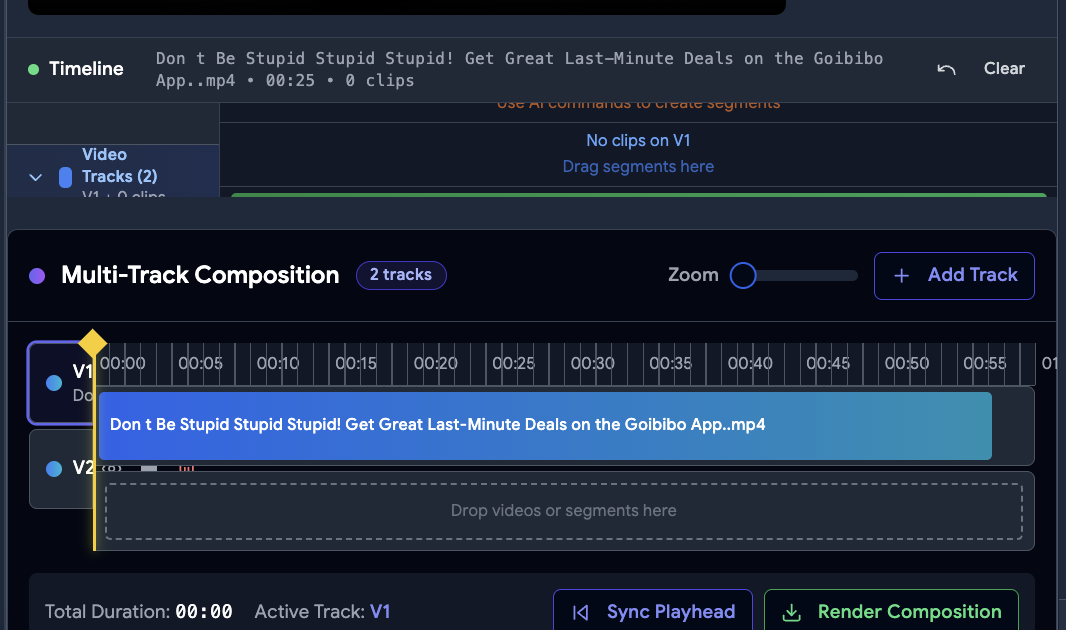 Timeline
Don t Be Stupid Stupid Stupid! Get Great Last-Minute Deals on the Goibibo
App..mp4 • 00:25 • 0 clips
Clear
Use AI commands to create segments
No clips on V1
Drag segments here
Video
Tracks (2)
V1 • 0 clips
Multi-Track Composition
2 tracks
Zoom
+ Add Track
00:00 00:05 00:10 00:15 00:20 00:25 00:30 00:35 00:40 00:45 00:50 00:55 01
V1
Do
Don t Be Stupid Stupid Stupid! Get Great Last-Minute Deals on the Goibibo App..mp4
V2
Drop videos or segments here
Total Duration: 00:00 Active Track: V1
Sync Playhead
Render Composition